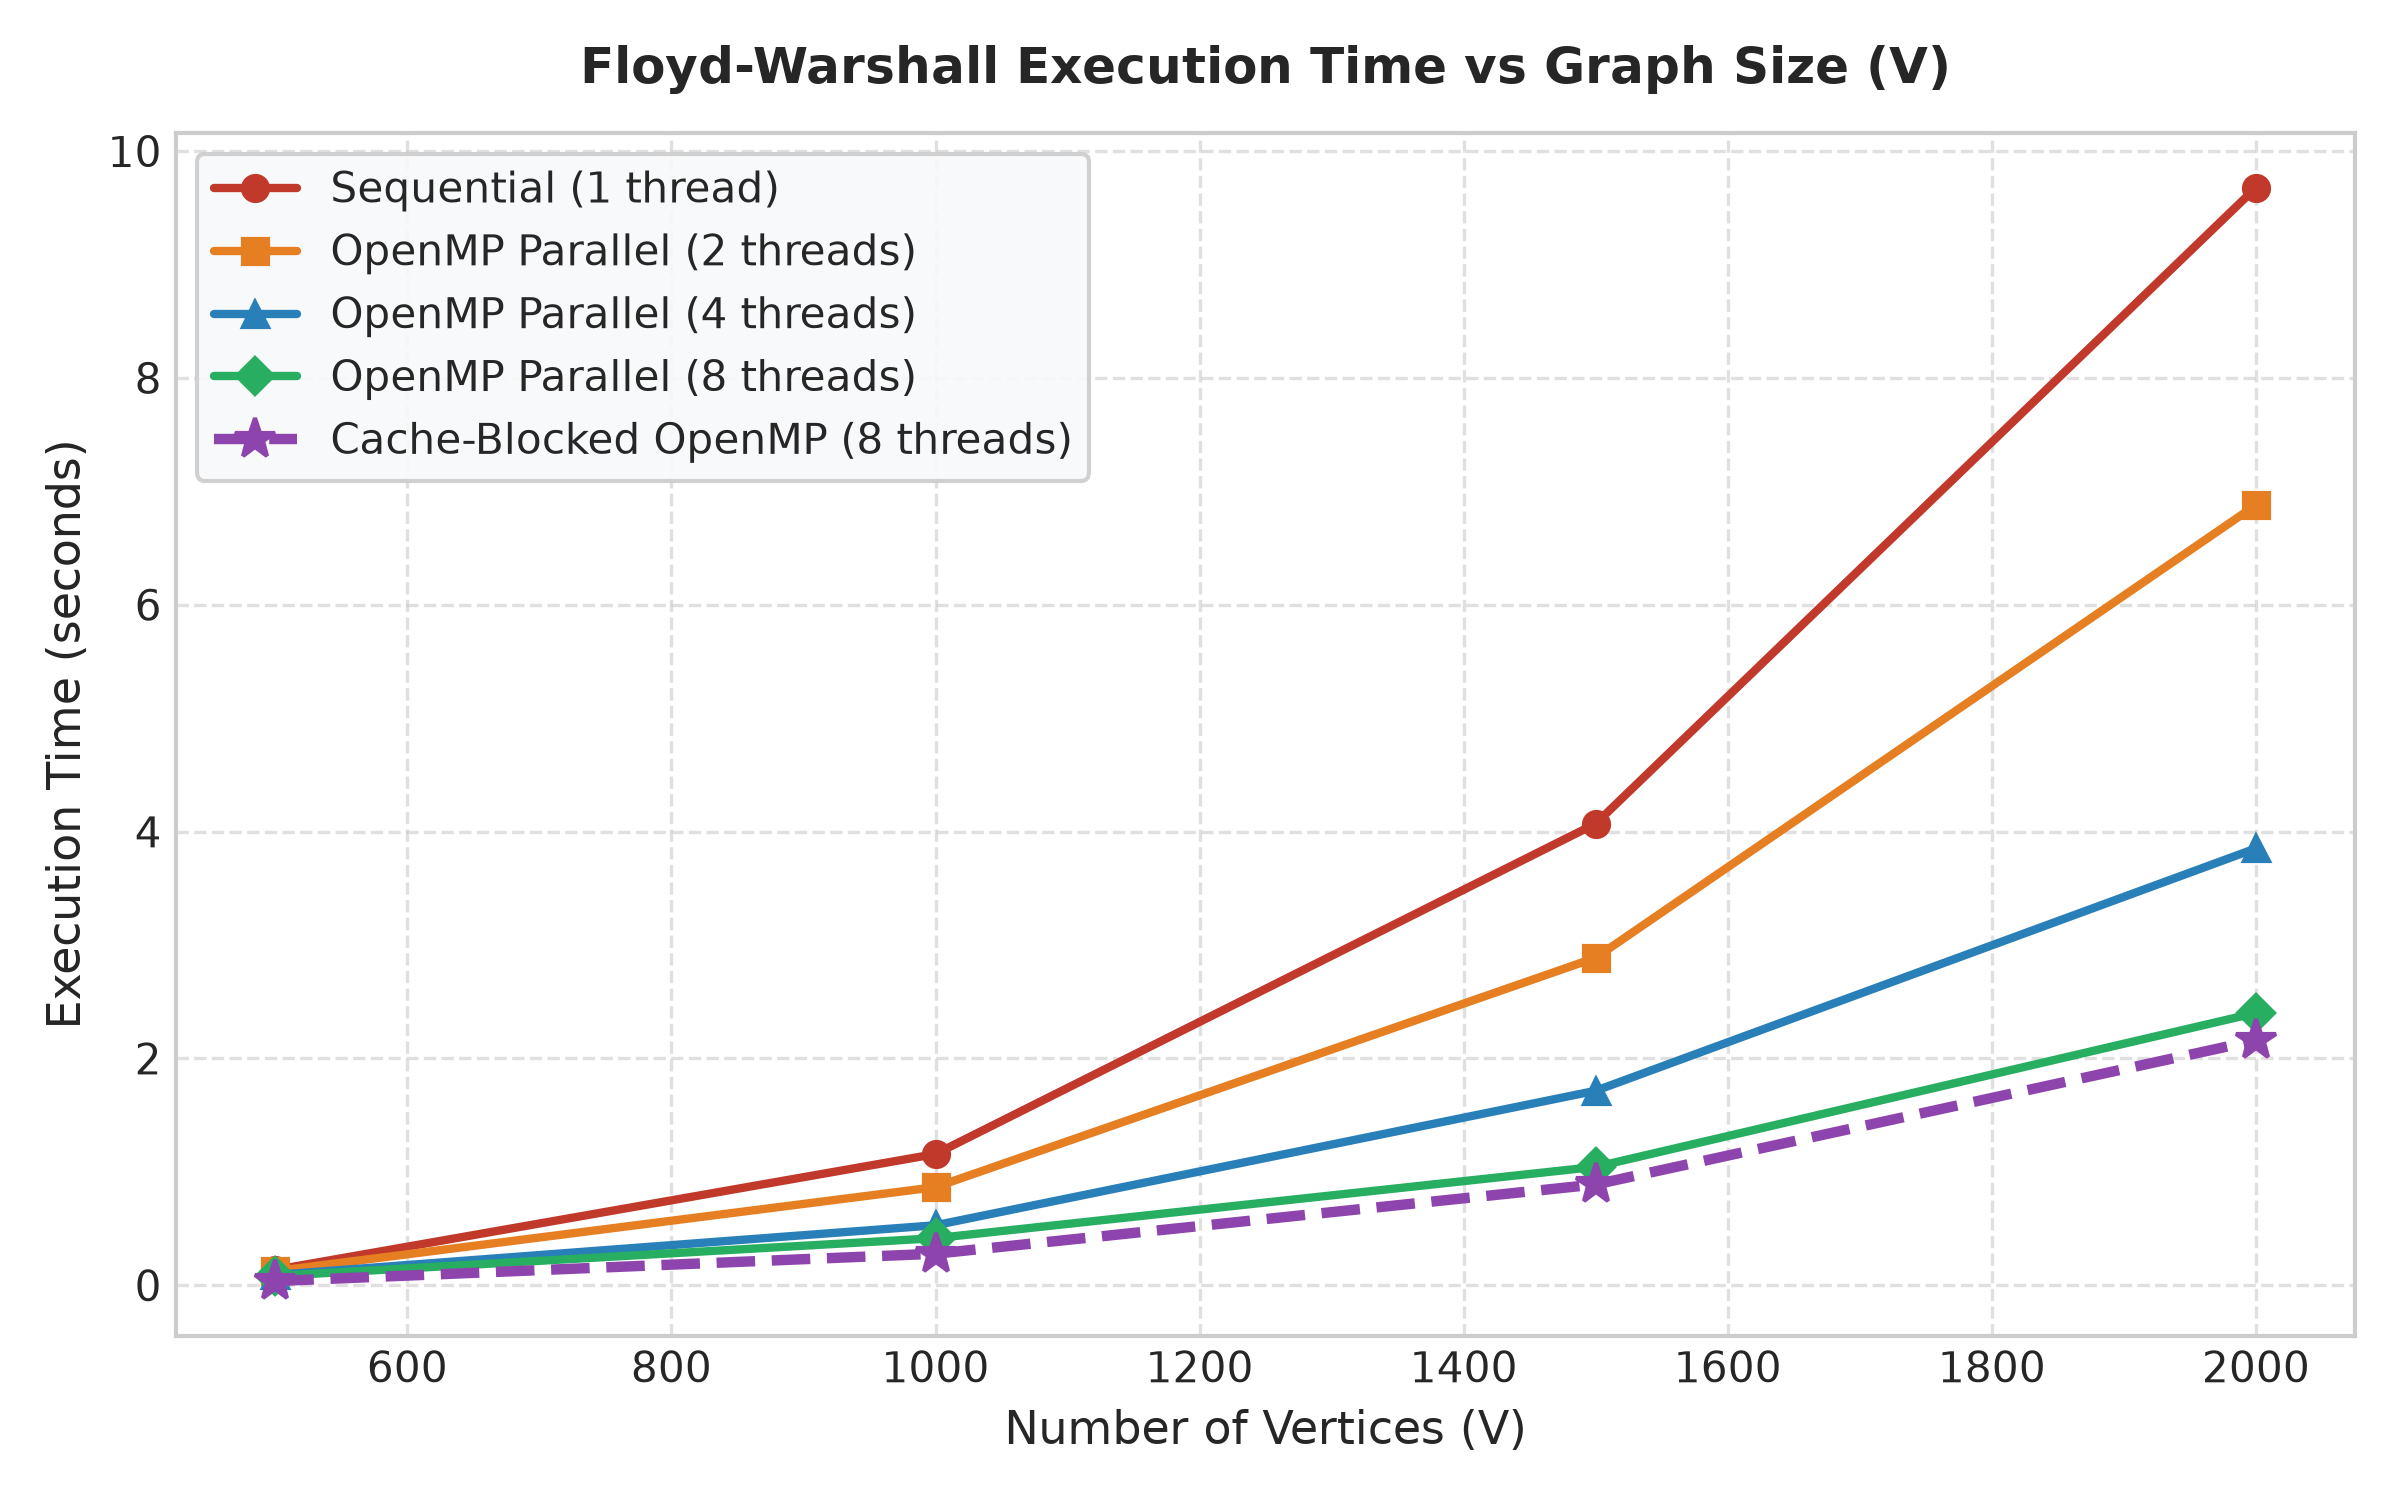 Floyd-Warshall Execution Time vs Graph Size (V)
10
8
6
4
2
0
Execution Time (seconds)
Sequential (1 thread)
OpenMP Parallel (2 threads)
OpenMP Parallel (4 threads)
OpenMP Parallel (8 threads)
Cache-Blocked OpenMP (8 threads)
600 800 1000 1200 1400 1600 1800 2000
Number of Vertices (V)